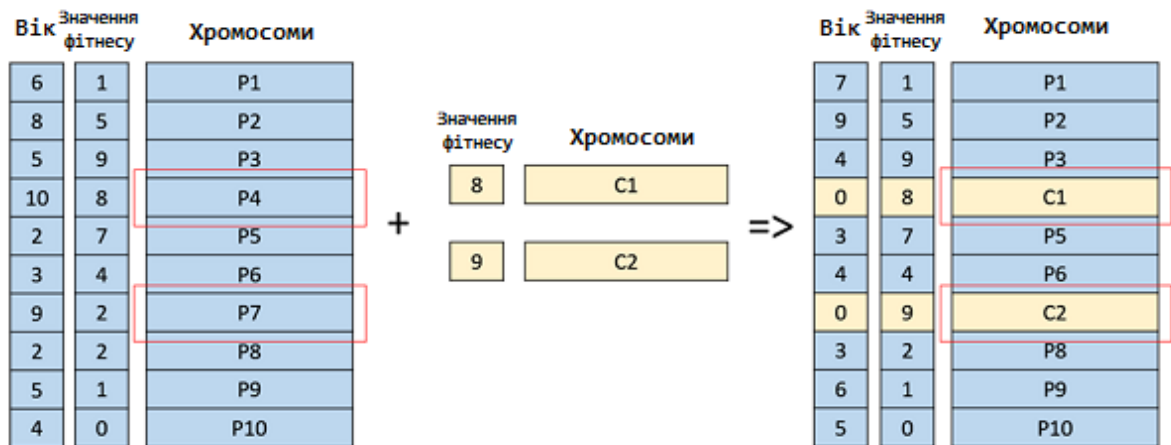 Вік Значення фітнесу Хромосоми
6 1 P1
8 5 P2
5 9 P3
10 8 P4
2 7 P5
3 4 P6
9 2 P7
2 2 P8
5 1 P9
4 0 P10
+
Значення фітнесу Хромосоми
8 C1
9 C2
=>
Вік Значення фітнесу Хромосоми
7 1 P1
9 5 P2
4 9 P3
0 8 C1
3 7 P5
4 4 P6
0 9 C2
3 2 P8
6 1 P9
5 0 P10